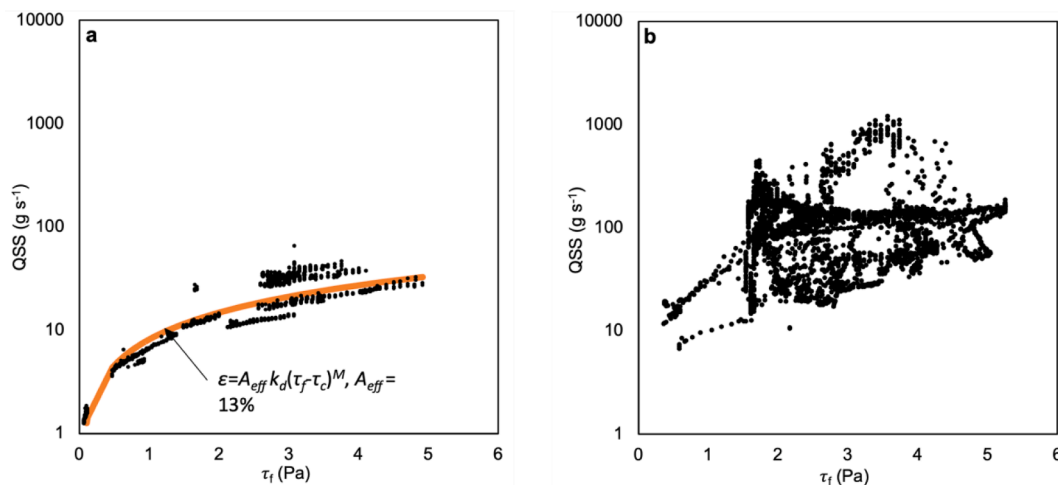 a
10000
1000
100
10
1
QSS (g s⁻¹)
0 1 2 3 4 5 6
τf (Pa)
ε=Aeff kd(τf-τc)^M, Aeff=
13%
b
10000
1000
100
10
1
QSS (g s⁻¹)
0 1 2 3 4 5 6
τf (Pa)